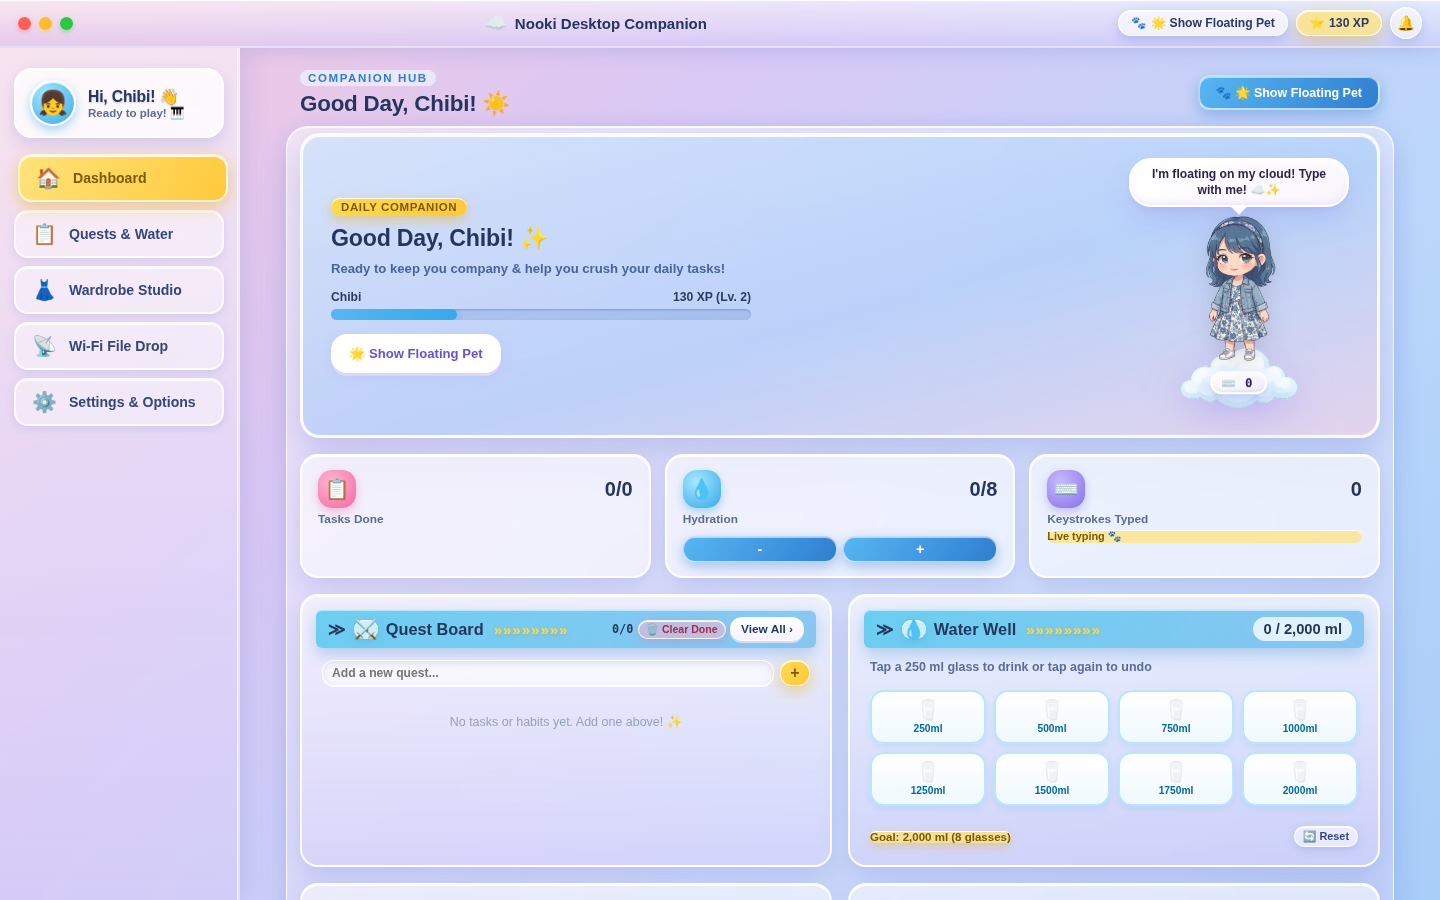 ☁️ Nooki Desktop Companion
🐾 🌟 Show Floating Pet
⭐ 130 XP
🔔
Hi, Chibi! 👋
Ready to play! 🎹
🏠 Dashboard
📋 Quests & Water
👗 Wardrobe Studio
📡 Wi-Fi File Drop
⚙️ Settings & Options
COMPANION HUB
Good Day, Chibi! ☀️
🐾 🌟 Show Floating Pet
DAILY COMPANION
Good Day, Chibi! ✨
Ready to keep you company & help you crush your daily tasks!
Chibi 130 XP (Lv. 2)
🌟 Show Floating Pet
I'm floating on my cloud! Type
with me! ☁️✨
⌨️ 0
📋 0/0
Tasks Done
💧 0/8
Hydration
- +
⌨️ 0
Keystrokes Typed
Live typing 🐾
≫ ⚔️ Quest Board »»»»»»»» 0/0 🗑️ Clear Done View All ›
Add a new quest... +
No tasks or habits yet. Add one above! ✨
≫ 💧 Water Well »»»»»»»» 0 / 2,000 ml
Tap a 250 ml glass to drink or tap again to undo
250ml 500ml 750ml 1000ml
1250ml 1500ml 1750ml 2000ml
Goal: 2,000 ml (8 glasses) 🔄 Reset